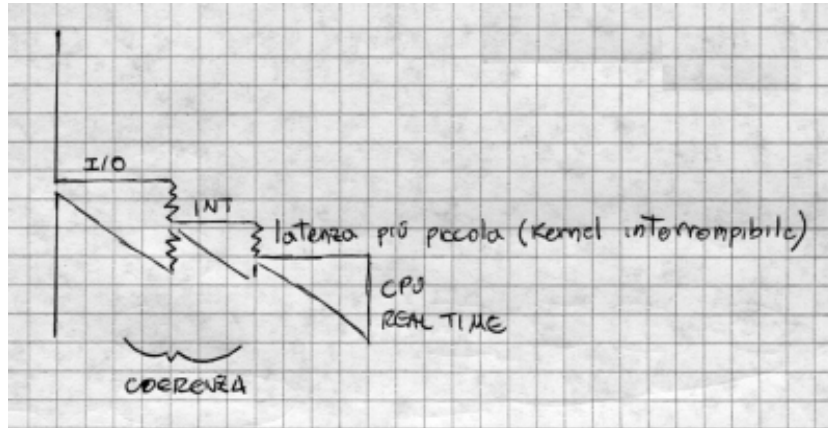 I/O
INT
latenza più piccola (Kernel interrompibile)
CPU
REAL TIME
COERENZA